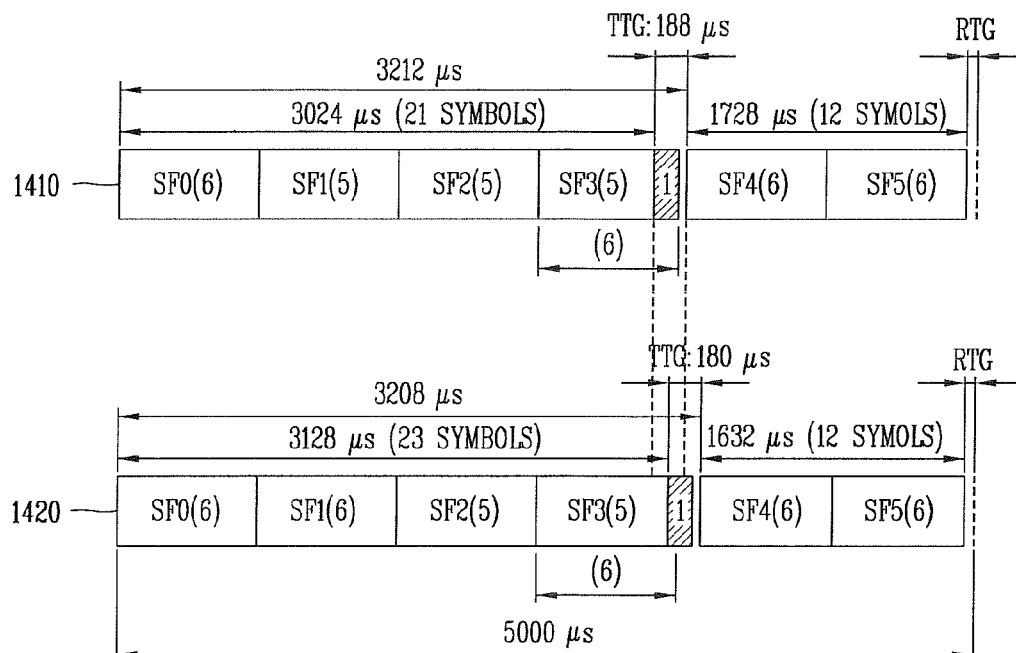 TTG:188 μs RTG
3212 μs
3024 μs (21 SYMBOLS) 1728 μs (12 SYMOLS)
1410 SF0(6) SF1(5) SF2(5) SF3(5) 1 SF4(6) SF5(6)
(6)
TTG:180 μs RTG
3208 μs
3128 μs (23 SYMBOLS) 1632 μs (12 SYMOLS)
1420 SF0(6) SF1(6) SF2(5) SF3(5) 1 SF4(6) SF5(6)
(6)
5000 μs